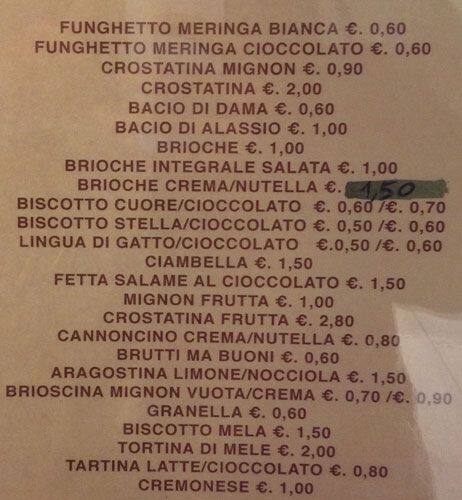 FUNGHETTO MERINGA BIANCA €. 0,60
FUNGHETTO MERINGA CIOCCOLATO €. 0,60
CROSTATINA MIGNON €. 0,90
CROSTATINA €. 2,00
BACIO DI DAMA €. 0,60
BACIO DI ALASSIO €. 1,00
BRIOCHE €. 1,00
BRIOCHE INTEGRALE SALATA €. 1,00
BRIOCHE CREMA/NUTELLA €. 1,50
BISCOTTO CUORE/CIOCCOLATO €. 0,60 /€. 0,70
BISCOTTO STELLA/CIOCCOLATO €. 0,50 /€. 0,60
LINGUA DI GATTO/CIOCCOLATO €.0,50 /€. 0,60
CIAMBELLA €. 1,50
FETTA SALAME AL CIOCCOLATO €. 1,50
MIGNON FRUTTA €. 1,00
CROSTATINA FRUTTA €. 2,80
CANNONCINO CREMA/NUTELLA €. 0,80
BRUTTI MA BUONI €. 0,60
ARAGOSTINA LIMONE/NOCCIOLA €. 1,50
BRIOSCINA MIGNON VUOTA/CREMA €. 0,70 /€. 0,90
GRANELLA €. 0,60
BISCOTTO MELA €. 1,50
TORTINA DI MELE €. 2,00
TARTINA LATTE/CIOCCOLATO €. 0,80
CREMONESE €. 1,00